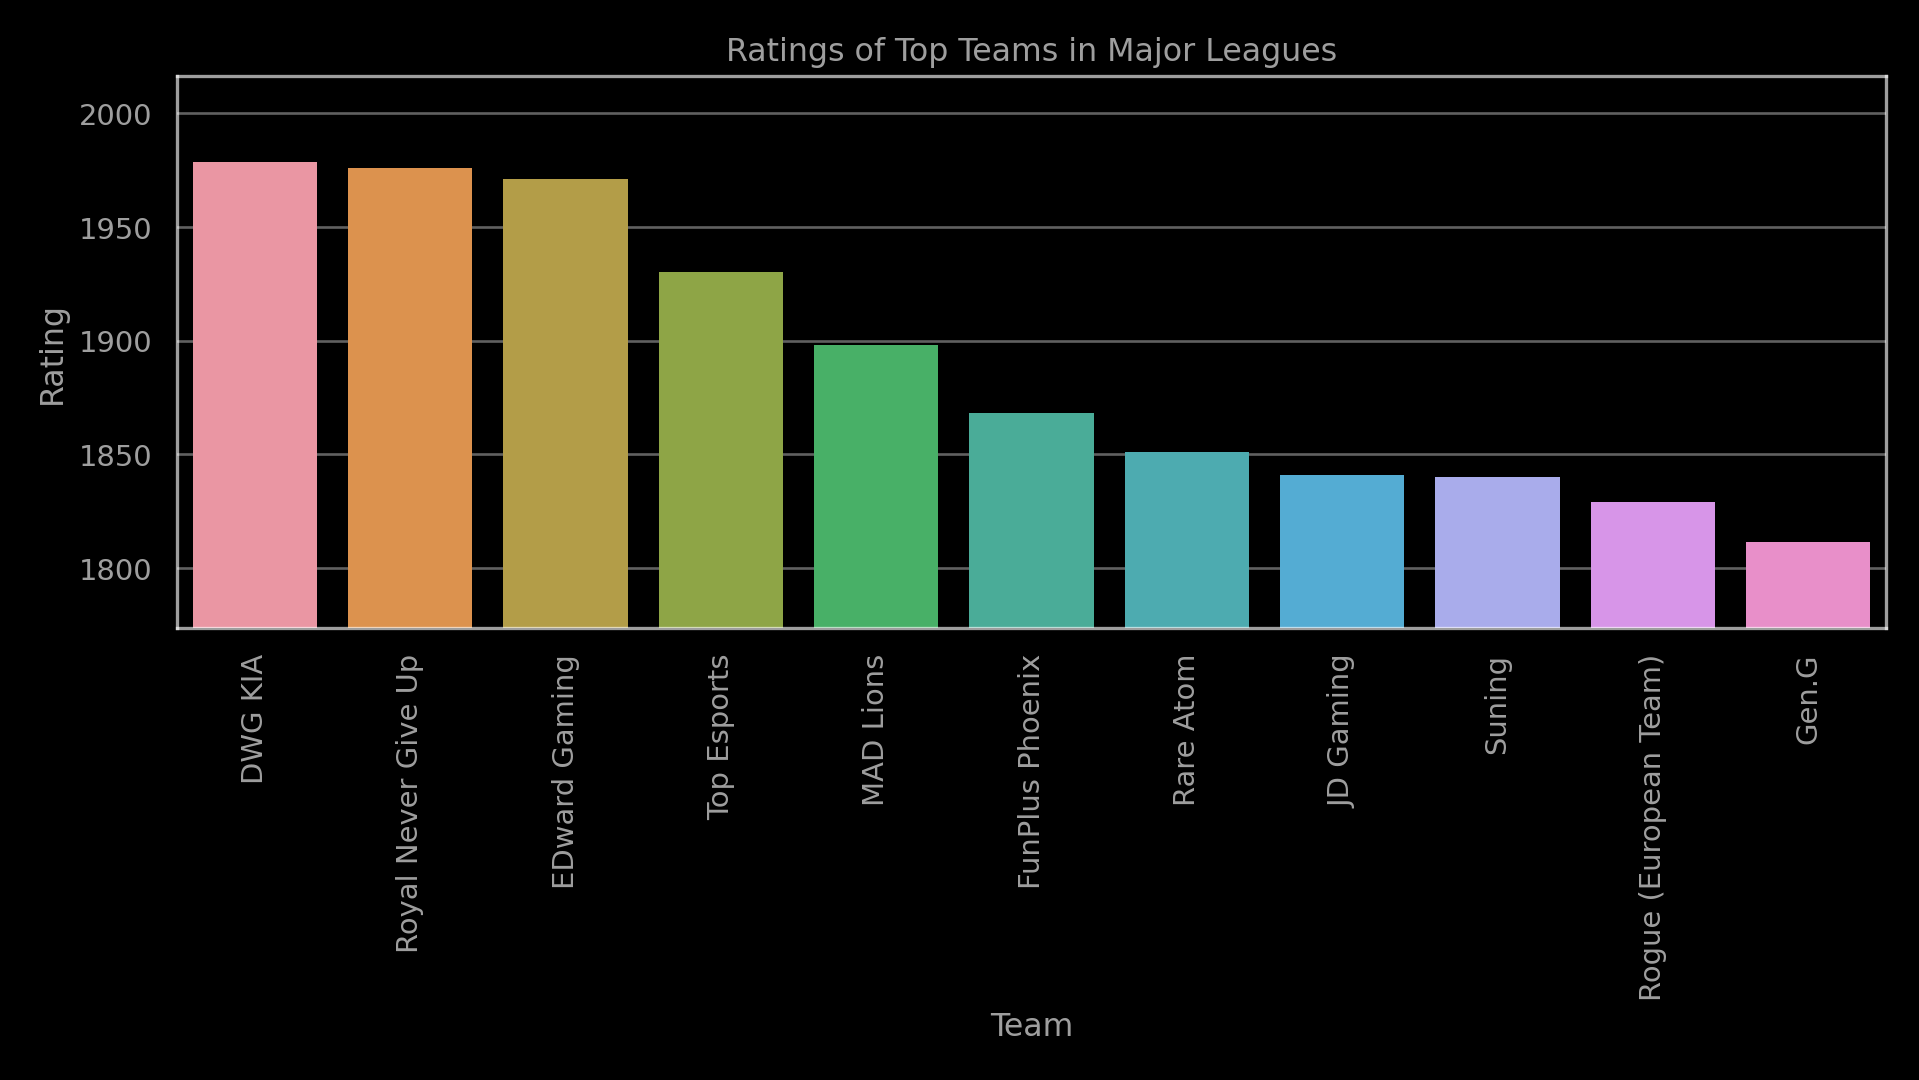 Ratings of Top Teams in Major Leagues
2000
1950
1900
1850
1800
Rating
DWG KIA
Royal Never Give Up
EDward Gaming
Top Esports
MAD Lions
FunPlus Phoenix
Rare Atom
JD Gaming
Suning
Rogue (European Team)
Gen.G
Team